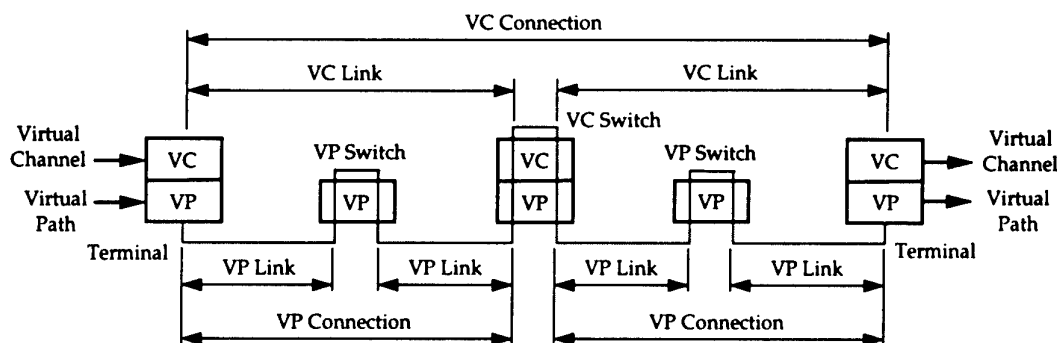 VC Connection
VC Link
VC Link
VC Switch
Virtual
Channel
VC
VP Switch
VC
VP Switch
VC
Virtual
Channel
Virtual
Path
VP
VP
VP
VP
VP
Virtual
Path
Terminal
Terminal
VP Link
VP Link
VP Link
VP Link
VP Connection
VP Connection